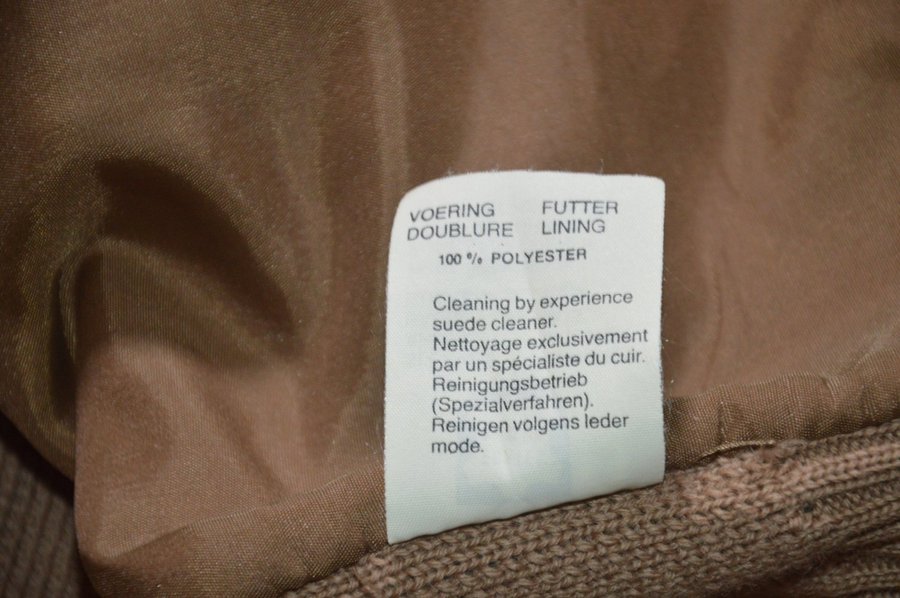 VOERING FUTTER
DOUBLURE LINING
100 % POLYESTER
Cleaning by experience
suede cleaner.
Nettoyage exclusivement
par un spécialiste du cuir.
Reinigungsbetrieb
(Spezialverfahren).
Reinigen volgens leder
mode.